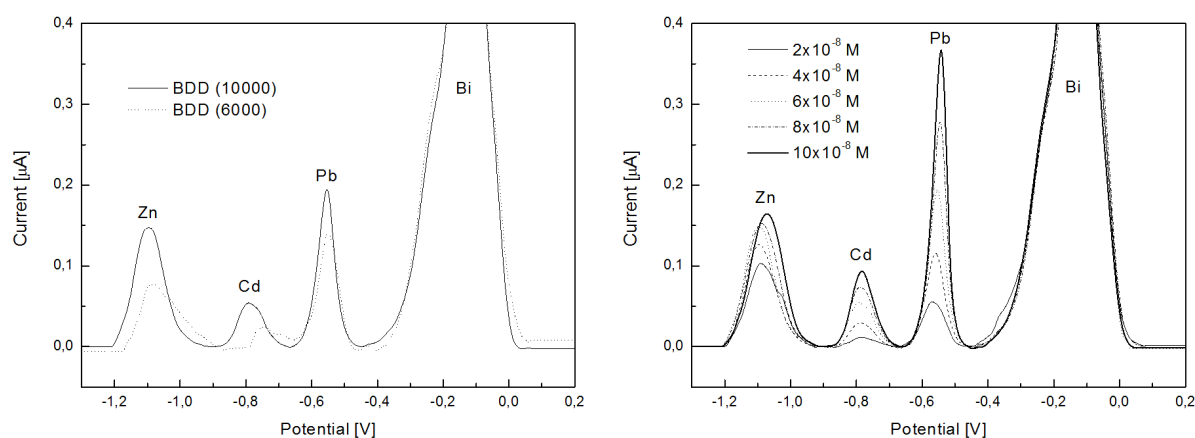 0,4
0,3
0,2
0,1
0,0
Current [µA]
BDD (10000)
BDD (6000)
Zn
Cd
Pb
Bi
-1,2 -1,0 -0,8 -0,6 -0,4 -0,2 0,0 0,2
Potential [V]
0,4
0,3
0,2
0,1
0,0
Current [µA]
2x10⁻⁸ M
4x10⁻⁸ M
6x10⁻⁸ M
8x10⁻⁸ M
10x10⁻⁸ M
Zn
Cd
Pb
Bi
-1,2 -1,0 -0,8 -0,6 -0,4 -0,2 0,0 0,2
Potential [V]